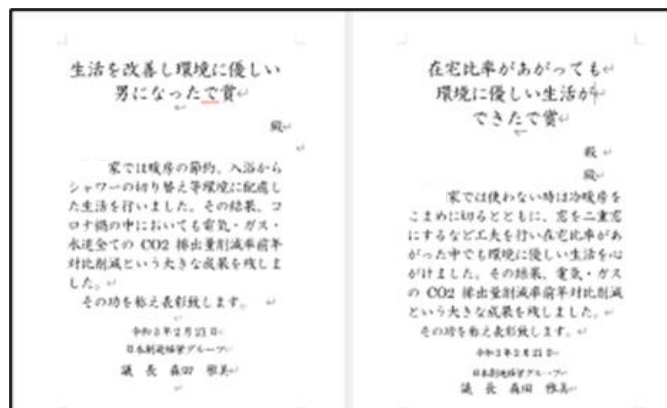 生活を改善し環境に優しい
男になったで賞
殿
家では暖房の節約、入浴から
シャワーの切り替え等環境に配慮し
た生活を行いました。その結果、コ
ロナ禍の中においても電気・ガス・
水道全ての CO2 排出量削減率前年
対比削減という大きな成果を残しま
した。
その功を称え表彰致します。
令和3年2月21日
日本創造経営グループ
議 長 森田 雅美
在宅比率があがっても
環境に優しい生活が
できたで賞
殿
殿
家では使わない時は冷暖房を
こまめに切るとともに、窓を二重窓
にするなど工夫を行い在宅比率があ
がった中でも環境に優しい生活を心
がけました。その結果、電気・ガス
の CO2 排出量削減率前年対比削減
という大きな成果を残しました。
その功を称え表彰致します。
令和3年2月21日
日本創造経営グループ
議 長 森田 雅美